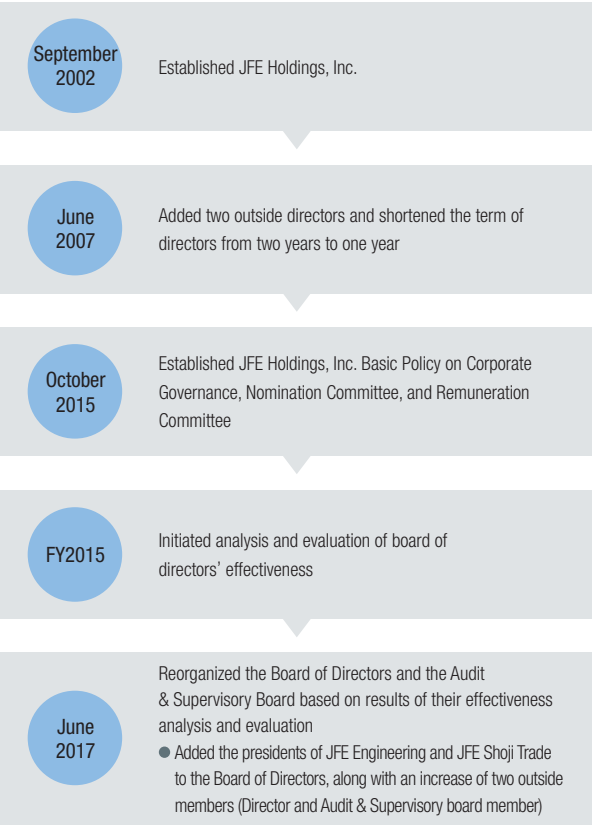 September
2002
Established JFE Holdings, Inc.
June
2007
Added two outside directors and shortened the term of
directors from two years to one year
October
2015
Established JFE Holdings, Inc. Basic Policy on Corporate
Governance, Nomination Committee, and Remuneration
Committee
FY2015
Initiated analysis and evaluation of board of
directors’ effectiveness
June
2017
Reorganized the Board of Directors and the Audit
& Supervisory Board based on results of their effectiveness
analysis and evaluation
● Added the presidents of JFE Engineering and JFE Shoji Trade
to the Board of Directors, along with an increase of two outside
members (Director and Audit & Supervisory board member)